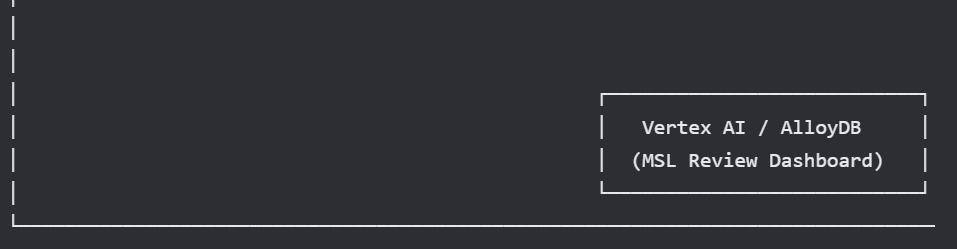 Vertex AI / AlloyDB
(MSL Review Dashboard)